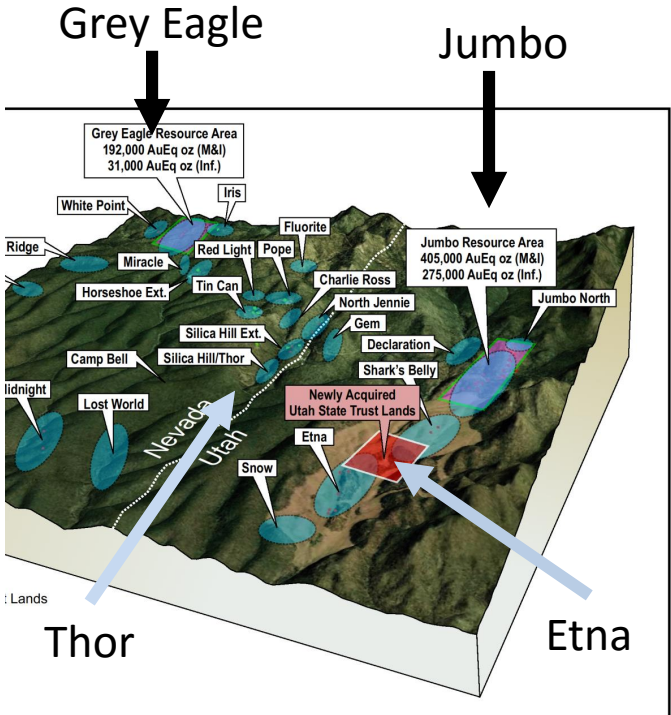 Grey Eagle
Jumbo
Grey Eagle Resource Area
192,000 AuEq oz (M&I)
31,000 AuEq oz (Inf.)
Iris
White Point
Fluorite
Ridge
Red Light
Pope
Jumbo Resource Area
405,000 AuEq oz (M&I)
275,000 AuEq oz (Inf.)
Miracle
Charlie Ross
Horseshoe Ext.
Tin Can
North Jennie
Jumbo North
Silica Hill Ext.
Gem
Declaration
Camp Bell
Silica Hill/Thor
Shark's Belly
idnight
Lost World
Newly Acquired
Utah State Trust Lands
Nevada
Utah
Etna
Snow
t Lands
Thor
Etna